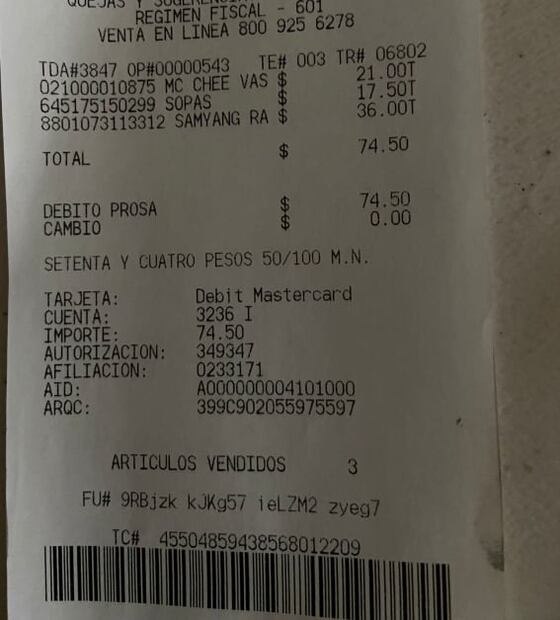 QUEJAS Y
REGIMEN FISCAL - 601
VENTA EN LINEA 800 925 6278
TDA#3847 OP#00000543 TE# 003 TR# 06802
021000010875 MC CHEE VAS $ 21.00T
645175150299 SOPAS $ 17.50T
8801073113312 SAMYANG RA $ 36.00T
TOTAL $ 74.50
DEBITO PROSA $ 74.50
CAMBIO $ 0.00
SETENTA Y CUATRO PESOS 50/100 M.N.
TARJETA: Debit Mastercard
CUENTA: 3236 I
IMPORTE: 74.50
AUTORIZACION: 349347
AFILIACION: 0233171
AID: A000000004101000
ARQC: 399C902055975597
ARTICULOS VENDIDOS 3
FU# 9RBjzk kJKg57 ieLZM2 zyeg7
TC# 45504859438568012209